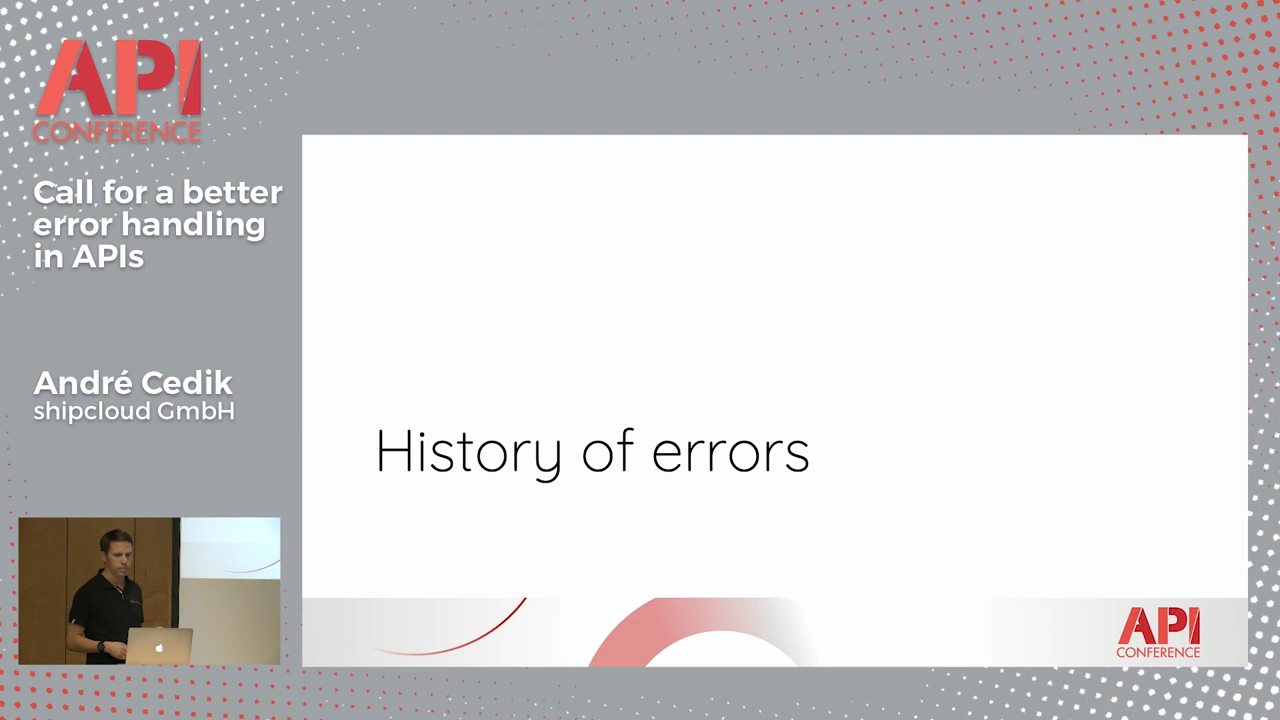 API
CONFERENCE
Call for a better
error handling
in APIs
André Cedik
shipcloud GmbH
History of errors
API
CONFERENCE